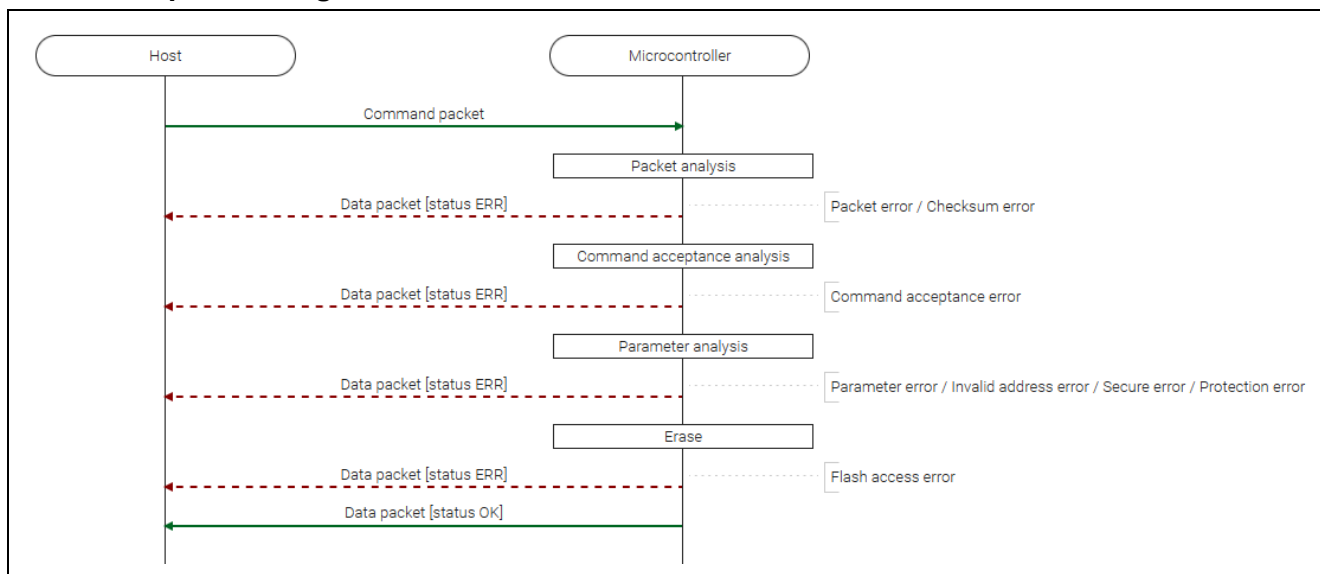 Host
Microcontroller
Command packet
Packet analysis
Data packet [status ERR]
Packet error / Checksum error
Command acceptance analysis
Data packet [status ERR]
Command acceptance error
Parameter analysis
Data packet [status ERR]
Parameter error / Invalid address error / Secure error / Protection error
Erase
Data packet [status ERR]
Flash access error
Data packet [status OK]